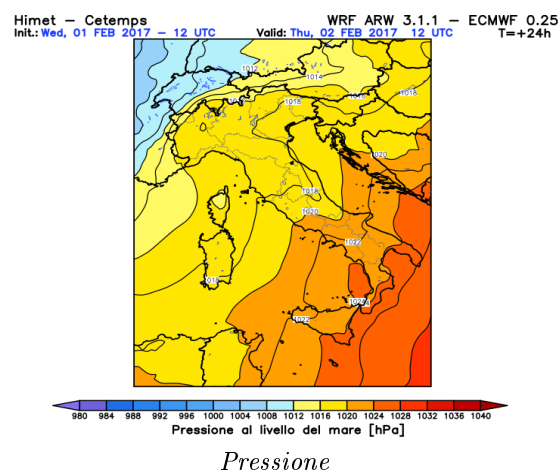 Himet – Cetemps WRF ARW 3.1.1 – ECMWF 0.25
Init.: Wed, 01 FEB 2017 – 12 UTC Valid: Thu, 02 FEB 2017 12 UTC T=+24h
1012
1014
1018
1018
1020
1018
1020
1022
1022
980 984 988 992 996 1000 1004 1008 1012 1016 1020 1024 1028 1032 1036 1040
Pressione al livello del mare [hPa]
Pressione